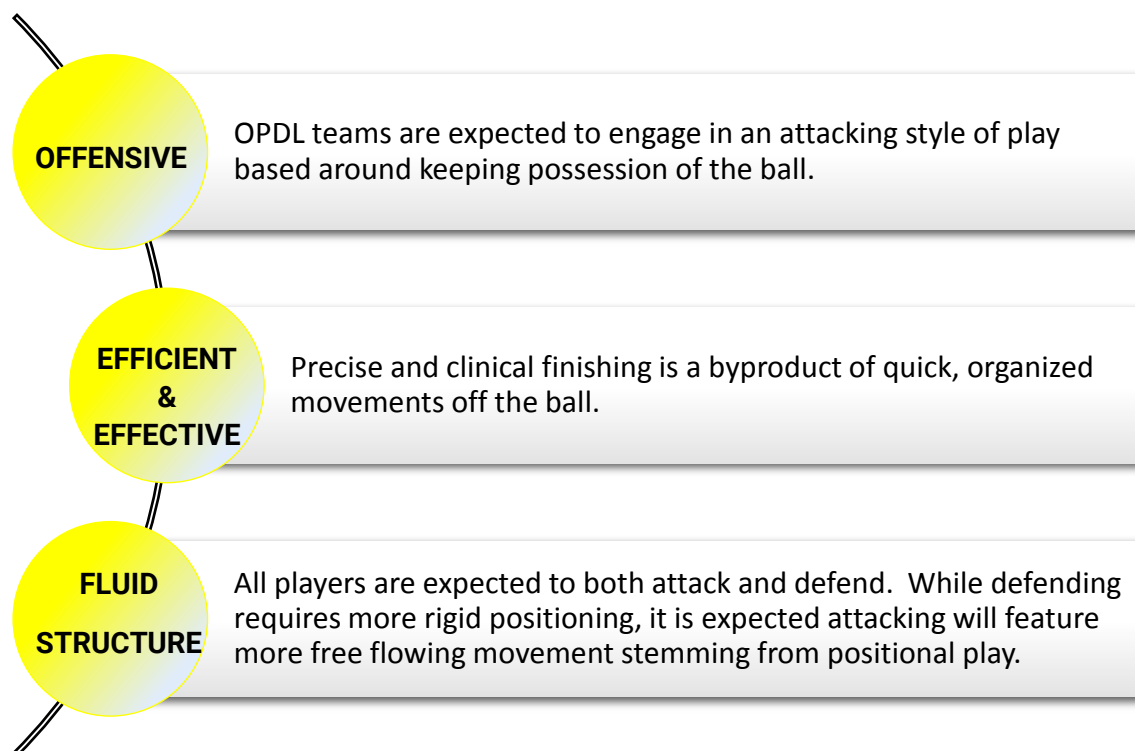 OFFENSIVE
OPDL teams are expected to engage in an attacking style of play
based around keeping possession of the ball.
EFFICIENT
&
EFFECTIVE
Precise and clinical finishing is a byproduct of quick, organized
movements off the ball.
FLUID
STRUCTURE
All players are expected to both attack and defend.  While defending
requires more rigid positioning, it is expected attacking will feature
more free flowing movement stemming from positional play.